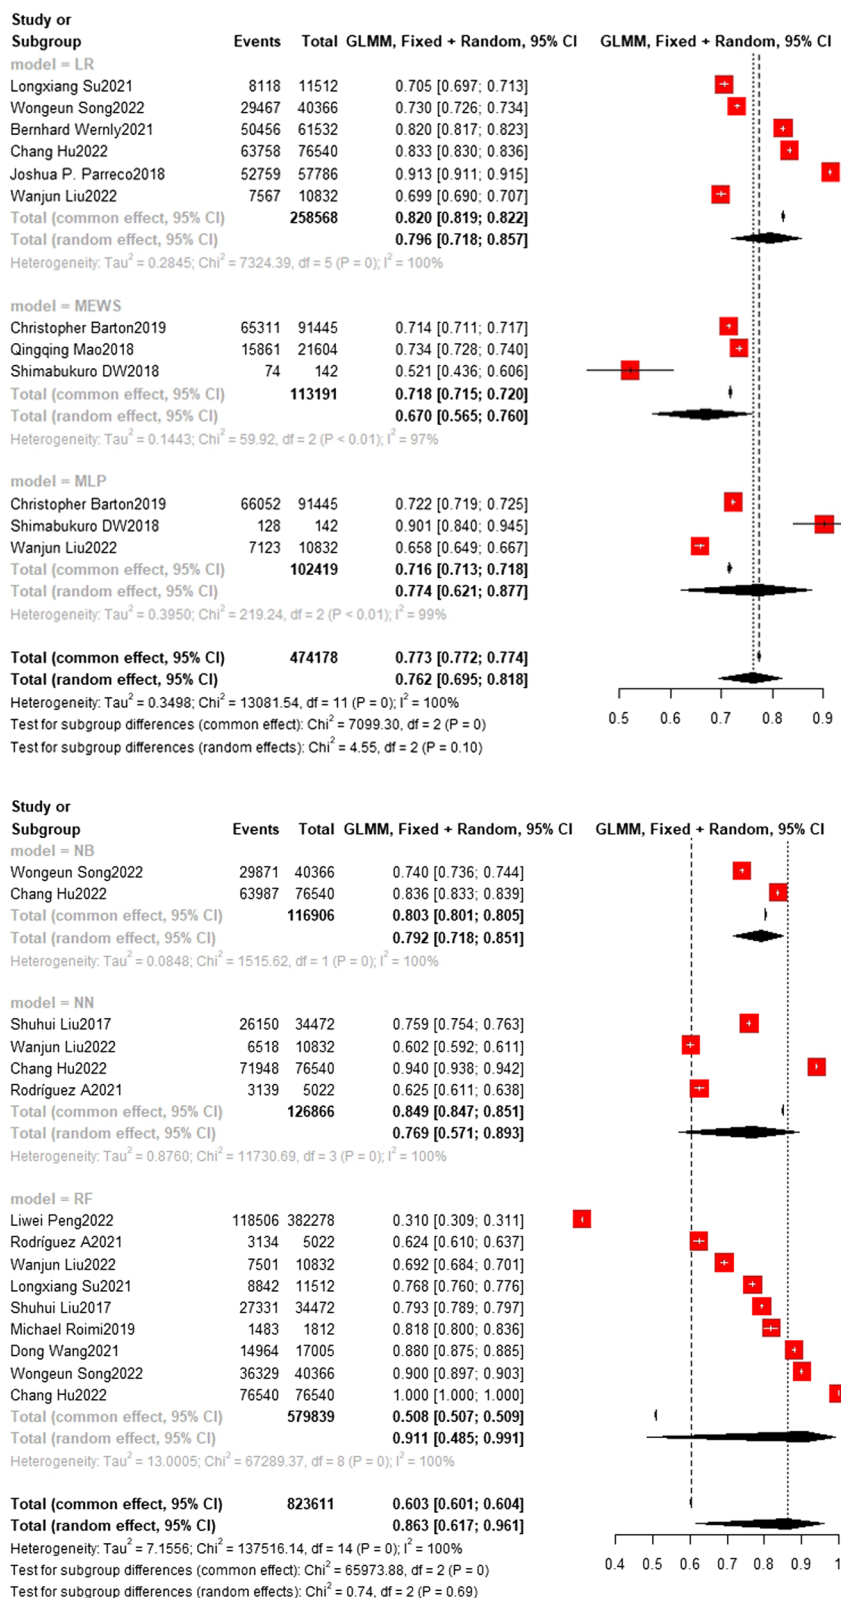 Study or
Subgroup Events Total GLMM, Fixed + Random, 95% CI GLMM, Fixed + Random, 95% CI
model = LR
Longxiang Su2021 8118 11512 0.705 [0.697; 0.713]
Wongeun Song2022 29467 40366 0.730 [0.726; 0.734]
Bernhard Wernly2021 50456 61532 0.820 [0.817; 0.823]
Chang Hu2022 63758 76540 0.833 [0.830; 0.836]
Joshua P. Parreco2018 52759 57786 0.913 [0.911; 0.915]
Wanjun Liu2022 7567 10832 0.699 [0.690; 0.707]
Total (common effect, 95% CI) 258568 0.820 [0.819; 0.822]
Total (random effect, 95% CI) 0.796 [0.718; 0.857]
Heterogeneity: Tau² = 0.2845; Chi² = 7324.39, df = 5 (P = 0); I² = 100%
model = MEWS
Christopher Barton2019 65311 91445 0.714 [0.711; 0.717]
Qingqing Mao2018 15861 21604 0.734 [0.728; 0.740]
Shimabukuro DW2018 74 142 0.521 [0.436; 0.606]
Total (common effect, 95% CI) 113191 0.718 [0.715; 0.720]
Total (random effect, 95% CI) 0.670 [0.565; 0.760]
Heterogeneity: Tau² = 0.1443; Chi² = 59.92, df = 2 (P < 0.01); I² = 97%
model = MLP
Christopher Barton2019 66052 91445 0.722 [0.719; 0.725]
Shimabukuro DW2018 128 142 0.901 [0.840; 0.945]
Wanjun Liu2022 7123 10832 0.658 [0.649; 0.667]
Total (common effect, 95% CI) 102419 0.716 [0.713; 0.718]
Total (random effect, 95% CI) 0.774 [0.621; 0.877]
Heterogeneity: Tau² = 0.3950; Chi² = 219.24, df = 2 (P < 0.01); I² = 99%
Total (common effect, 95% CI) 474178 0.773 [0.772; 0.774]
Total (random effect, 95% CI) 0.762 [0.695; 0.818]
Heterogeneity: Tau² = 0.3498; Chi² = 13081.54, df = 11 (P = 0); I² = 100%
Test for subgroup differences (common effect): Chi² = 7099.30, df = 2 (P = 0)
Test for subgroup differences (random effects): Chi² = 4.55, df = 2 (P = 0.10)
0.5 0.6 0.7 0.8 0.9
Study or
Subgroup Events Total GLMM, Fixed + Random, 95% CI GLMM, Fixed + Random, 95% CI
model = NB
Wongeun Song2022 29871 40366 0.740 [0.736; 0.744]
Chang Hu2022 63987 76540 0.836 [0.833; 0.839]
Total (common effect, 95% CI) 116906 0.803 [0.801; 0.805]
Total (random effect, 95% CI) 0.792 [0.718; 0.851]
Heterogeneity: Tau² = 0.0848; Chi² = 1515.62, df = 1 (P = 0); I² = 100%
model = NN
Shuhui Liu2017 26150 34472 0.759 [0.754; 0.763]
Wanjun Liu2022 6518 10832 0.602 [0.592; 0.611]
Chang Hu2022 71948 76540 0.940 [0.938; 0.942]
Rodríguez A2021 3139 5022 0.625 [0.611; 0.638]
Total (common effect, 95% CI) 126866 0.849 [0.847; 0.851]
Total (random effect, 95% CI) 0.769 [0.571; 0.893]
Heterogeneity: Tau² = 0.8760; Chi² = 11730.69, df = 3 (P = 0); I² = 100%
model = RF
Liwei Peng2022 118506 382278 0.310 [0.309; 0.311]
Rodríguez A2021 3134 5022 0.624 [0.610; 0.637]
Wanjun Liu2022 7501 10832 0.692 [0.684; 0.701]
Longxiang Su2021 8842 11512 0.768 [0.760; 0.776]
Shuhui Liu2017 27331 34472 0.793 [0.789; 0.797]
Michael Roimi2019 1483 1812 0.818 [0.800; 0.836]
Dong Wang2021 14964 17005 0.880 [0.875; 0.885]
Wongeun Song2022 36329 40366 0.900 [0.897; 0.903]
Chang Hu2022 76540 76540 1.000 [1.000; 1.000]
Total (common effect, 95% CI) 579839 0.508 [0.507; 0.509]
Total (random effect, 95% CI) 0.911 [0.485; 0.991]
Heterogeneity: Tau² = 13.0005; Chi² = 67289.37, df = 8 (P = 0); I² = 100%
Total (common effect, 95% CI) 823611 0.603 [0.601; 0.604]
Total (random effect, 95% CI) 0.863 [0.617; 0.961]
Heterogeneity: Tau² = 7.1556; Chi² = 137516.14, df = 14 (P = 0); I² = 100%
Test for subgroup differences (common effect): Chi² = 65973.88, df = 2 (P = 0)
Test for subgroup differences (random effects): Chi² = 0.74, df = 2 (P = 0.69)
0.4 0.5 0.6 0.7 0.8 0.9 1